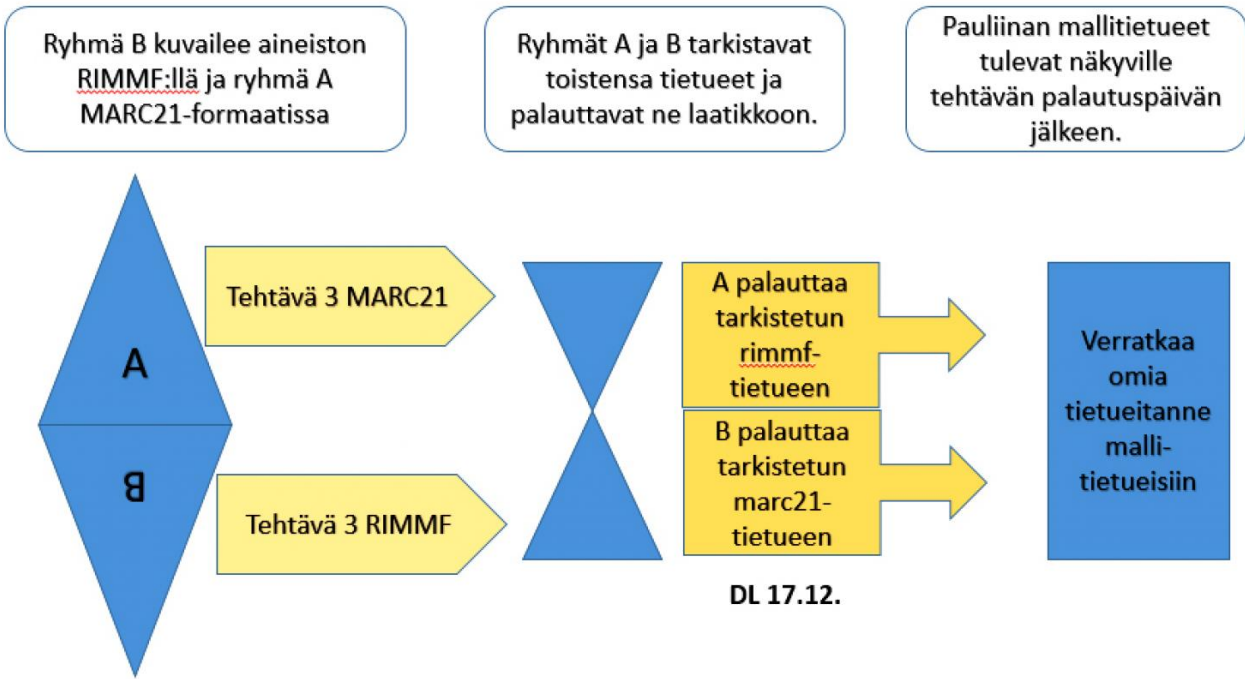 Ryhmä B kuvailee aineiston
RIMMF:llä ja ryhmä A
MARC21-formaatissa
Ryhmät A ja B tarkistavat
toistensa tietueet ja
palauttavat ne laatikkoon.
Pauliinan mallitietueet
tulevat näkyville
tehtävän palautuspäivän
jälkeen.
A
B
Tehtävä 3 MARC21
Tehtävä 3 RIMMF
A palauttaa
tarkistetun
rimmf-
tietueen
B palauttaa
tarkistetun
marc21-
tietueen
DL 17.12.
Verratkaa
omia
tietueitanne
malli-
tietueisiin